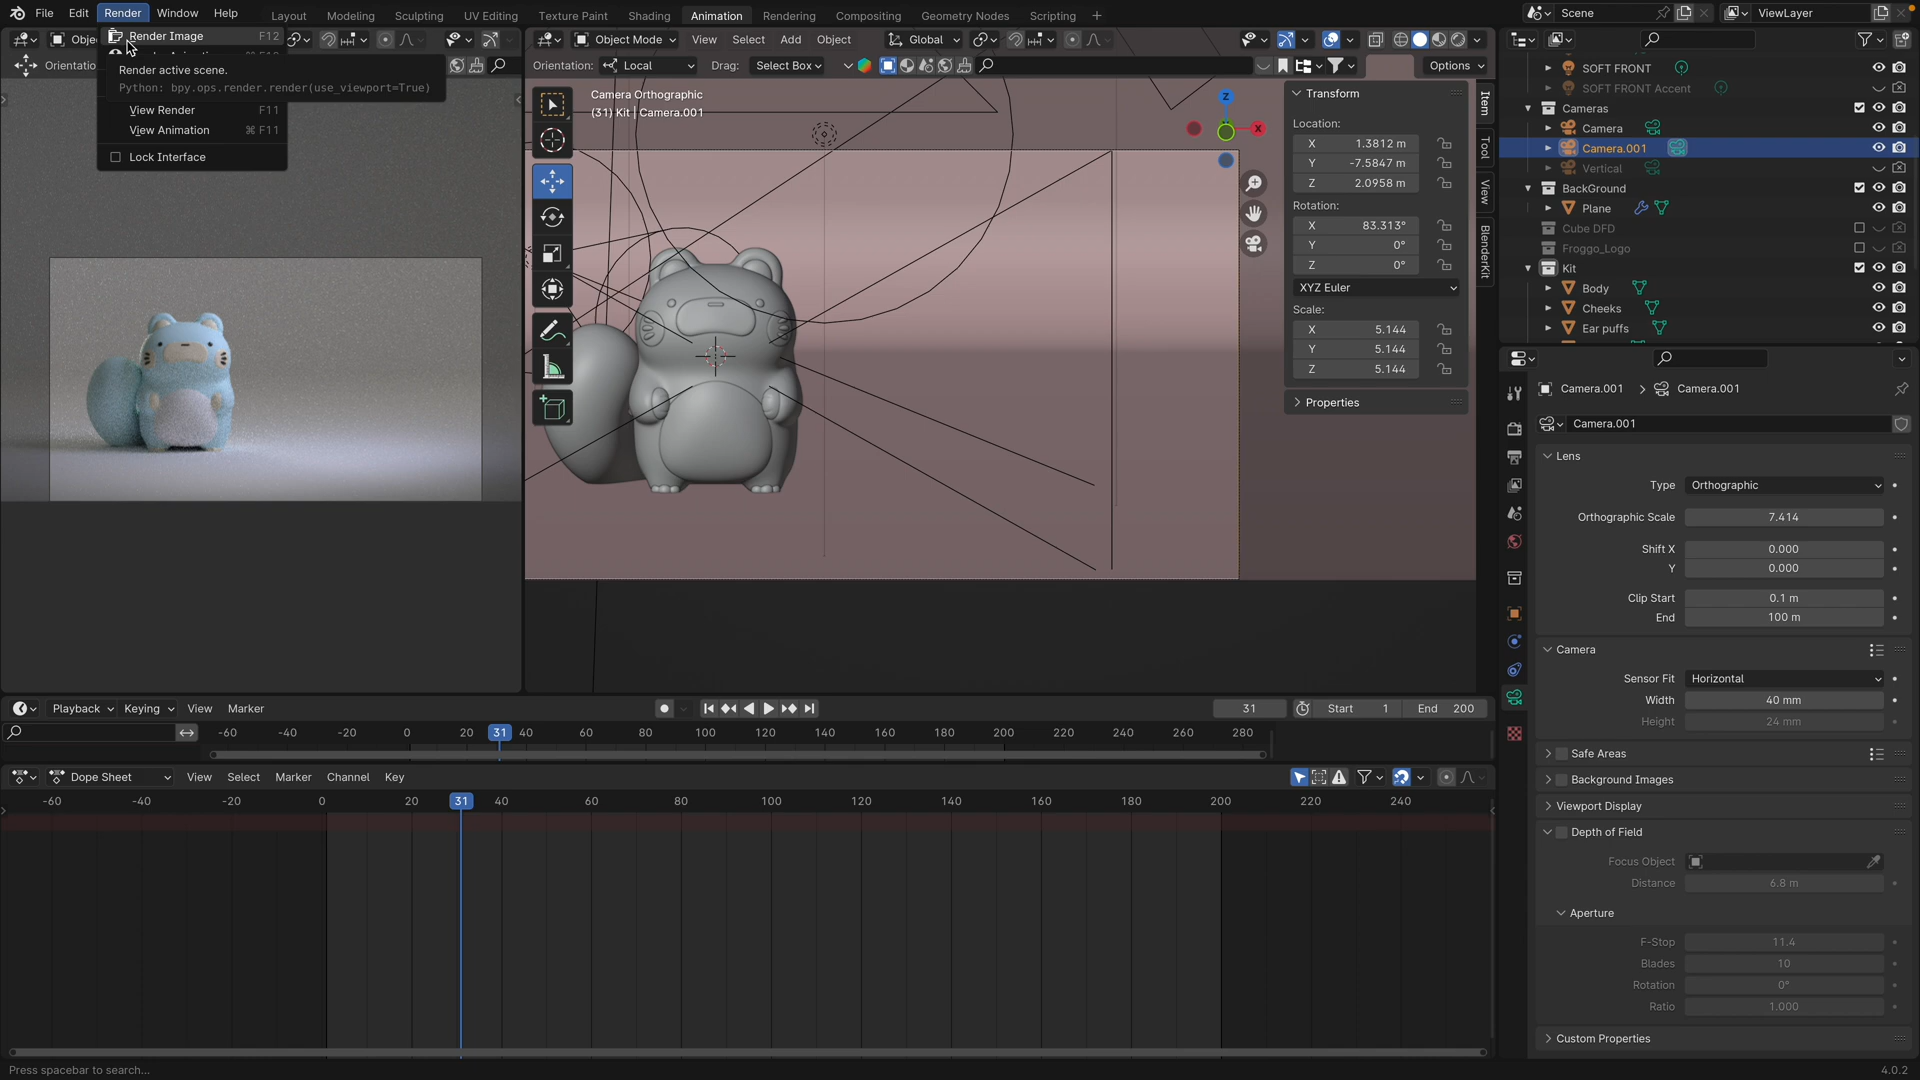 File Edit Render Window Help Layout Modeling Sculpting UV Editing Texture Paint Shading Animation Rendering Compositing Geometry Nodes Scripting + Scene ViewLayer
Render Image F12
Render active scene.
Python: bpy.ops.render.render(use_viewport=True)
View Render F11
View Animation ⌘ F11
Lock Interface
Object Mode View Select Add Object Global
Orientation: Local Drag: Select Box Options
Camera Orthographic
(31) Kit | Camera.001
Z
X
Transform
Location:
X 1.3812 m
Y -7.5847 m
Z 2.0958 m
Rotation:
X 83.313°
Y 0°
Z 0°
XYZ Euler
Scale:
X 5.144
Y 5.144
Z 5.144
Properties
Item
Tool
View
BlenderKit
SOFT FRONT
SOFT FRONT Accent
Cameras
Camera
Camera.001
Vertical
BackGround
Plane
Cube DFD
Froggo_Logo
Kit
Body
Cheeks
Ear puffs
Camera.001 > Camera.001
Camera.001
Lens
Type Orthographic
Orthographic Scale 7.414
Shift X 0.000
Y 0.000
Clip Start 0.1 m
End 100 m
Camera
Sensor Fit Horizontal
Width 40 mm
Height 24 mm
Safe Areas
Background Images
Viewport Display
Depth of Field
Focus Object
Distance 6.8 m
Aperture
F-Stop 11.4
Blades 10
Rotation 0°
Ratio 1.000
Custom Properties
Playback Keying View Marker 31 Start 1 End 200
-60 -40 -20 0 20 31 40 60 80 100 120 140 160 180 200 220 240 260 280
Dope Sheet View Select Marker Channel Key
-60 -40 -20 0 20 31 40 60 80 100 120 140 160 180 200 220 240
Press spacebar to search... 4.0.2